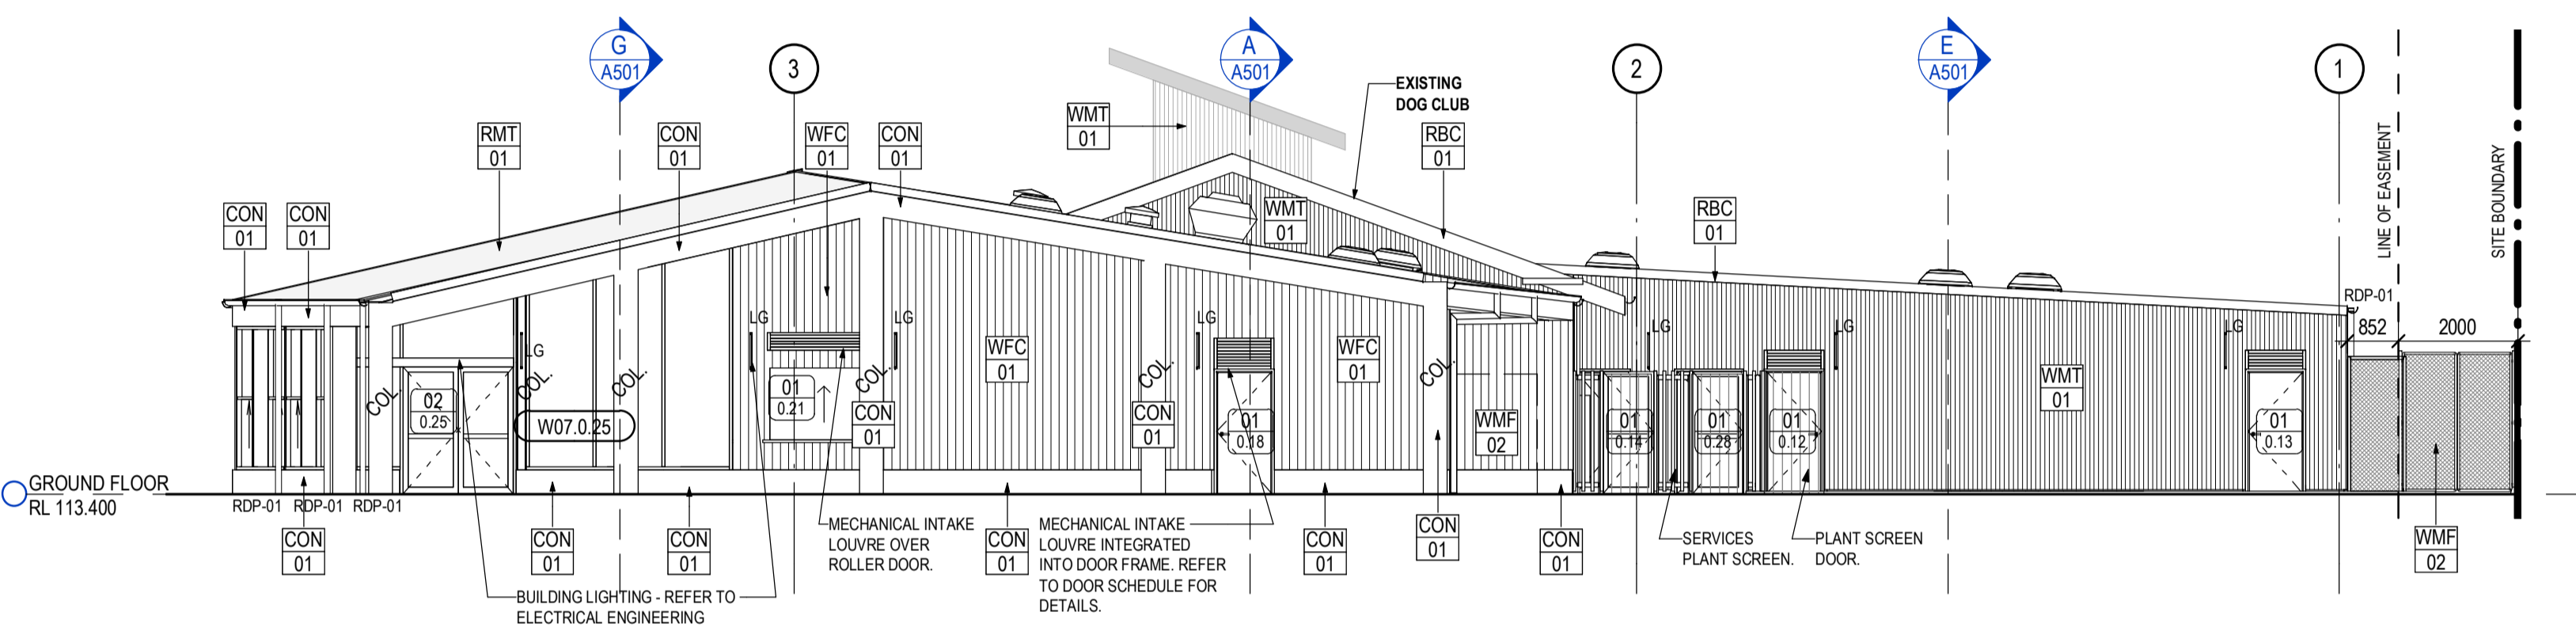 G
A501
3
A
A501
2
E
A501
1
EXISTING
DOG CLUB
WMT
01
RMT
01
CON
01
WFC
01
CON
01
RBC
01
LINE OF EASEMENT
SITE BOUNDARY
CON
01
CON
01
WMT
01
RBC
01
RDP-01
852
2000
LG
LG
LG
LG
LG
LG
LG
WFC
01
WFC
01
WMT
01
COL.
COL.
COL.
COL.
COL.
COL.
02
0.25
W07.0.25
01
0.21
CON
01
CON
01
01
0.18
WMF
02
01
0.14
01
0.28
01
0.12
01
0.13
GROUND FLOOR
RL 113.400
RDP-01
RDP-01
RDP-01
CON
01
CON
01
CON
01
MECHANICAL INTAKE
LOUVRE OVER
ROLLER DOOR.
CON
01
MECHANICAL INTAKE
LOUVRE INTEGRATED
INTO DOOR FRAME. REFER
TO DOOR SCHEDULE FOR
DETAILS.
CON
01
CON
01
CON
01
SERVICES
PLANT SCREEN.
PLANT SCREEN
DOOR.
WMF
02
BUILDING LIGHTING - REFER TO
ELECTRICAL ENGINEERING